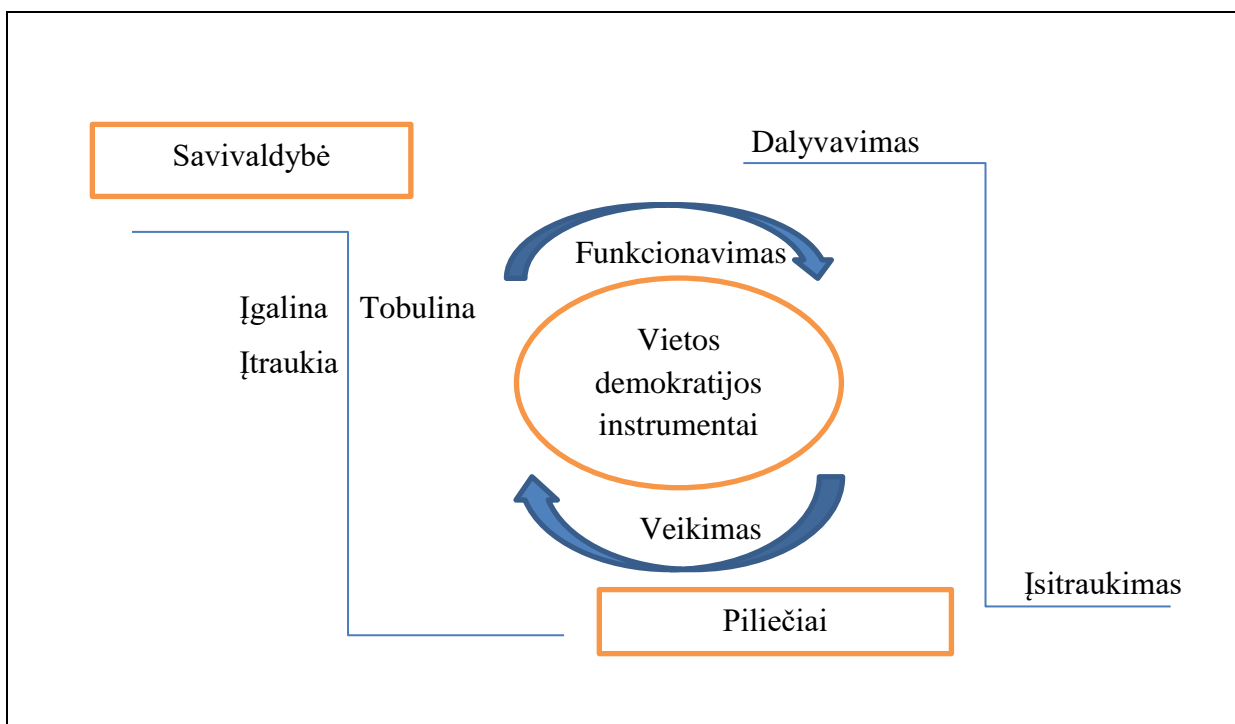 Savivaldybė
Dalyvavimas
Funkcionavimas
Įgalina
Tobulina
Įtraukia
Vietos
demokratijos
instrumentai
Veikimas
Įsitraukimas
Piliečiai